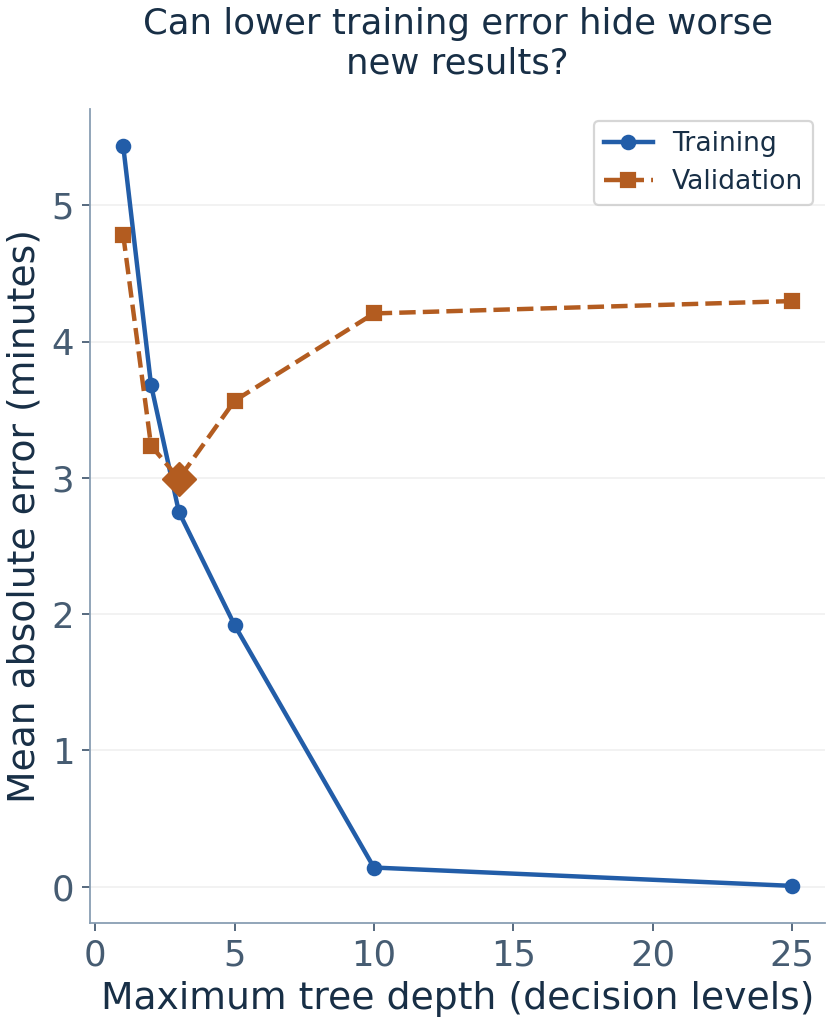 Can lower training error hide worse
new results?
Training
Validation
Mean absolute error (minutes)
5
4
3
2
1
0
0 5 10 15 20 25
Maximum tree depth (decision levels)